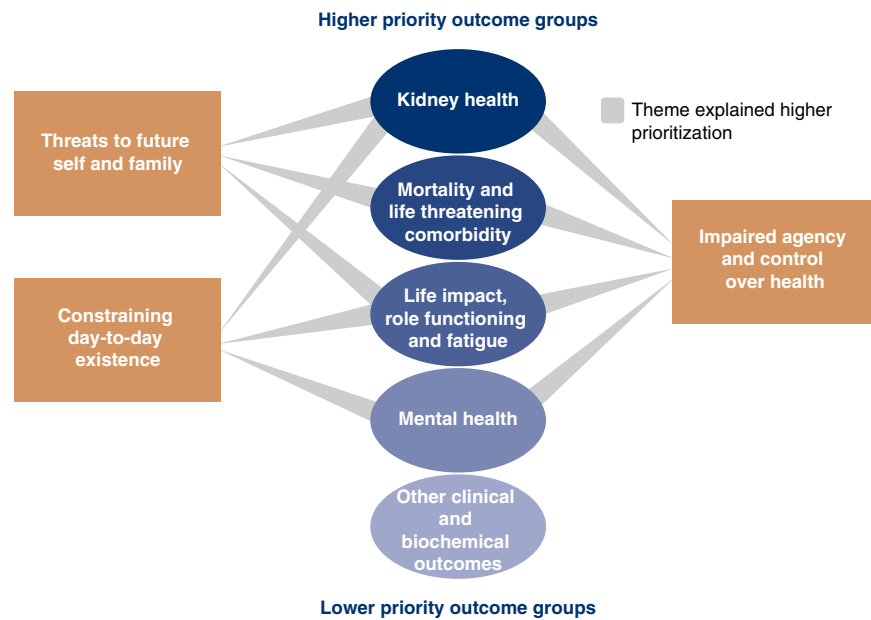 Higher priority outcome groups
Threats to future
self and family
Constraining
day-to-day
existence
Kidney health
Mortality and
life threatening
comorbidity
Life impact,
role functioning
and fatigue
Mental health
Other clinical
and
biochemical
outcomes
Theme explained higher
prioritization
Impaired agency
and control
over health
Lower priority outcome groups